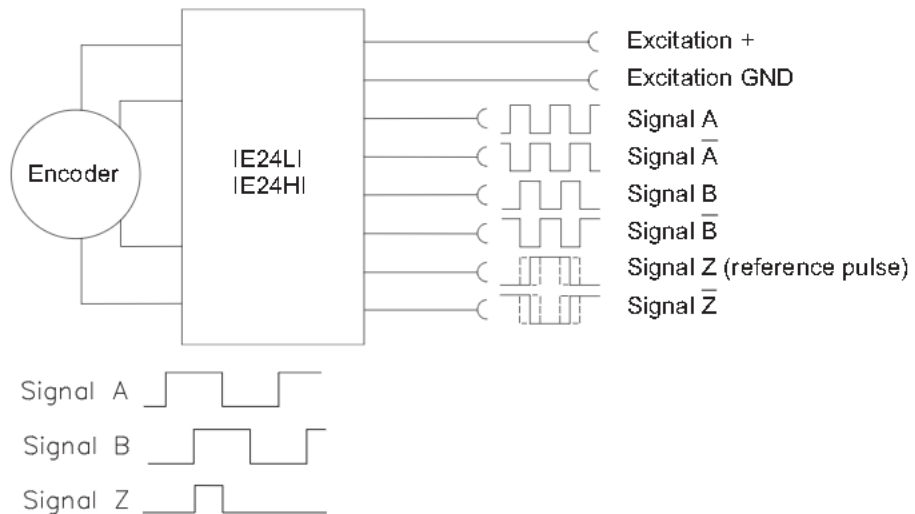 Excitation +
Excitation GND
Signal A
Signal A̅
Signal B
Signal B̅
Signal Z (reference pulse)
Signal Z̅
Encoder
IE24LI
IE24HI
Signal A
Signal B
Signal Z